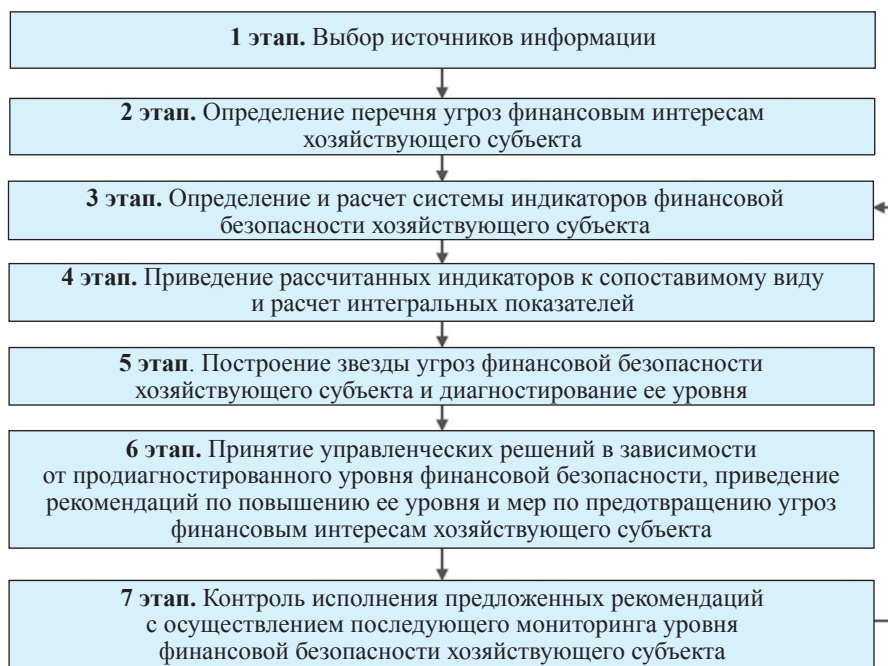 1 этап. Выбор источников информации
2 этап. Определение перечня угроз финансовым интересам
хозяйствующего субъекта
3 этап. Определение и расчет системы индикаторов финансовой
безопасности хозяйствующего субъекта
4 этап. Приведение рассчитанных индикаторов к сопоставимому виду
и расчет интегральных показателей
5 этап. Построение звезды угроз финансовой безопасности
хозяйствующего субъекта и диагностирование ее уровня
6 этап. Принятие управленческих решений в зависимости
от продиагностированного уровня финансовой безопасности, приведение
рекомендаций по повышению ее уровня и мер по предотвращению угроз
финансовым интересам хозяйствующего субъекта
7 этап. Контроль исполнения предложенных рекомендаций
с осуществлением последующего мониторинга уровня
финансовой безопасности хозяйствующего субъекта